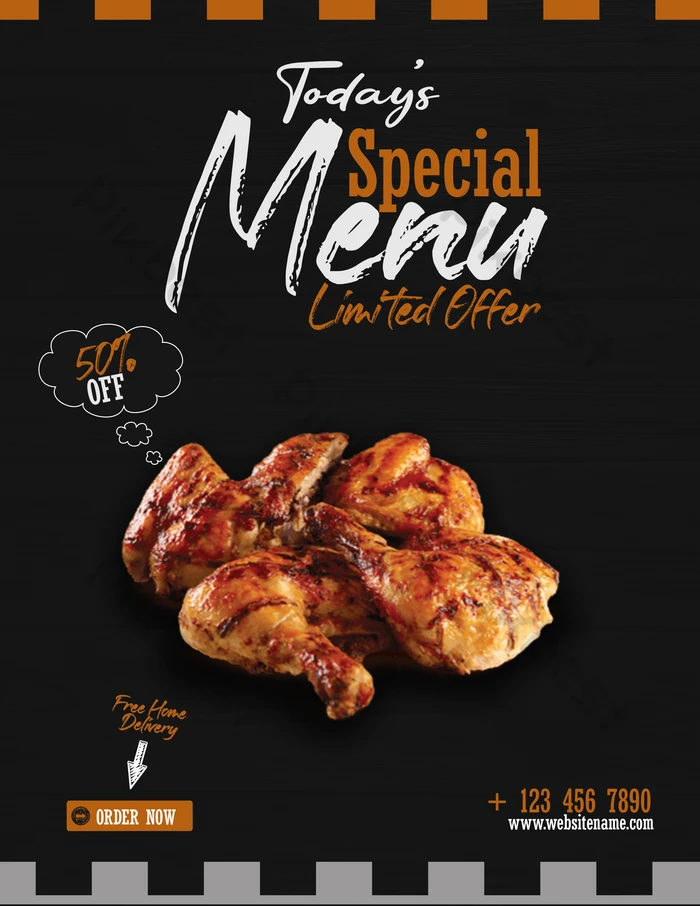 Today's
Special
Menu
Limited Offer
50%
OFF
Free Home
Delivery
ORDER NOW
+ 123 456 7890
www.websitename.com